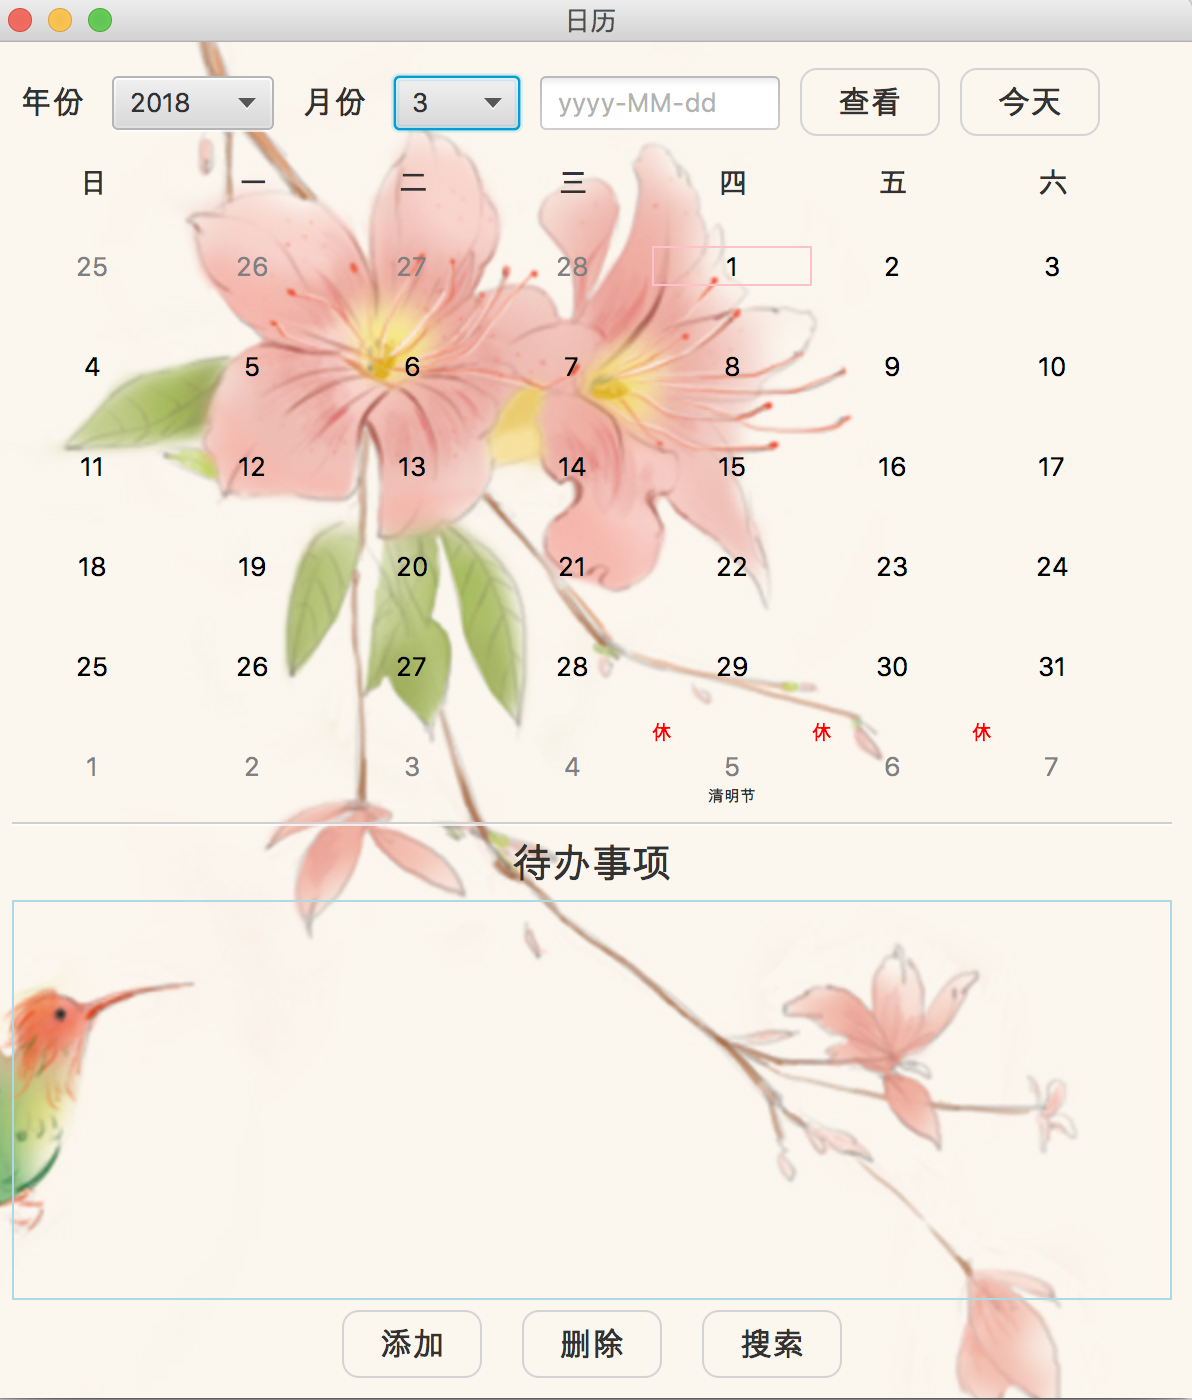 日历
年份 2018 月份 3 yyyy-MM-dd 查看 今天
日 一 二 三 四 五 六
25 26 27 28 1 2 3
4 5 6 7 8 9 10
11 12 13 14 15 16 17
18 19 20 21 22 23 24
25 26 27 28 29 30 31
休 休 休
1 2 3 4 5 6 7
清明节
待办事项
添加 删除 搜索